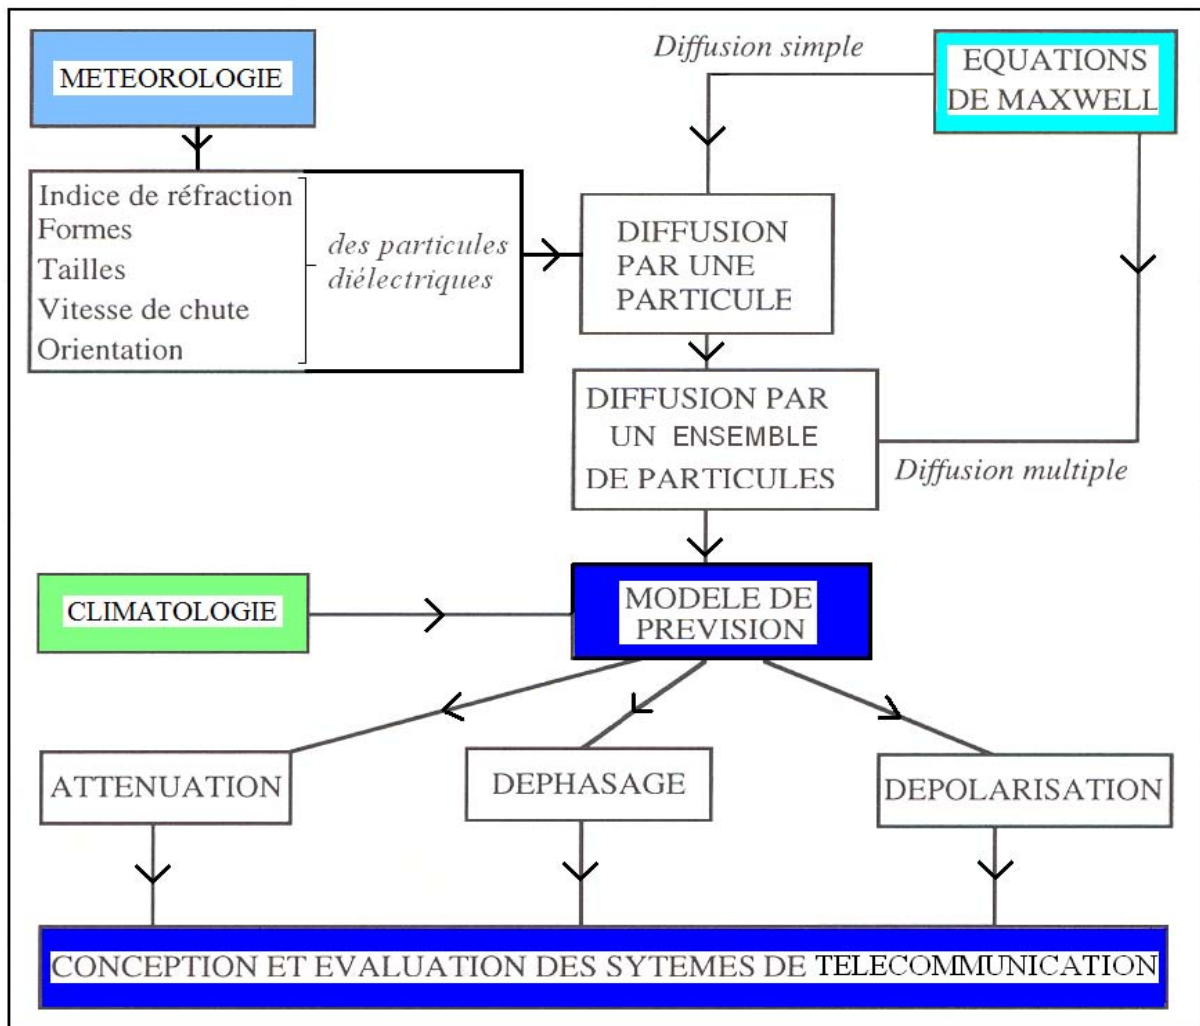 METEOROLOGIE
Diffusion simple
EQUATIONS
DE MAXWELL
Indice de réfraction
Formes
Tailles
Vitesse de chute
Orientation
des particules
diélectriques
DIFFUSION
PAR UNE
PARTICULE
DIFFUSION PAR
UN ENSEMBLE
DE PARTICULES
Diffusion multiple
CLIMATOLOGIE
MODELE DE
PREVISION
ATTENUATION
DEPHASAGE
DEPOLARISATION
CONCEPTION ET EVALUATION DES SYTEMES DE TELECOMMUNICATION